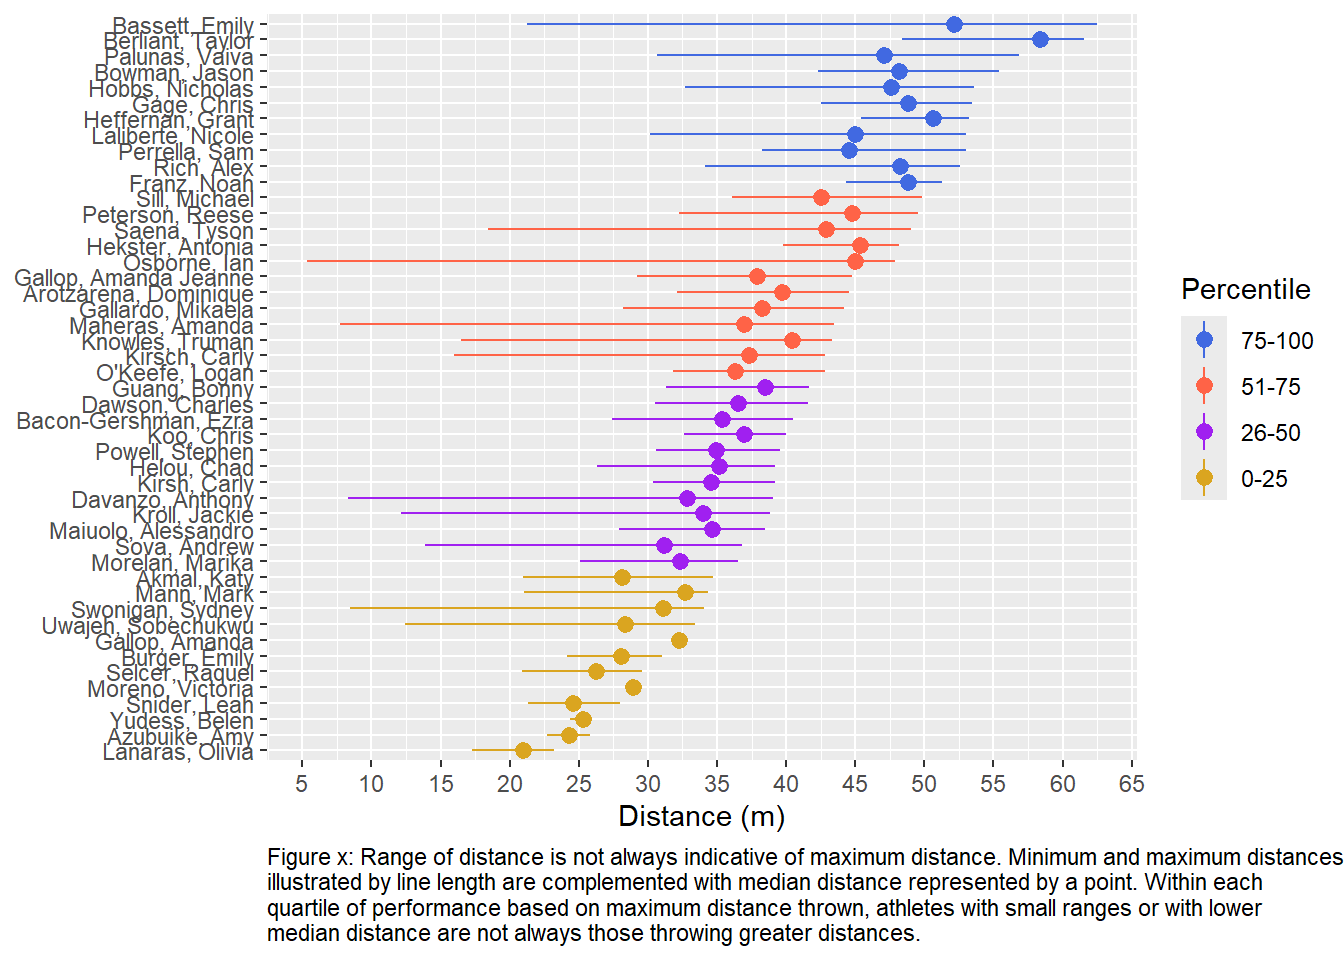 Bassett, Emily
Berliant, Taylor
Palunas, Vaiva
Bowman, Jason
Hobbs, Nicholas
Gage, Chris
Heffernan, Grant
Laliberte, Nicole
Perrella, Sam
Rich, Alex
Franz, Noah
Sill, Michael
Peterson, Reese
Saena, Tyson
Hekster, Antonia
Osborne, Ian
Gallop, Amanda Jeanne
Arotzarena, Dominique
Gallardo, Mikaela
Maheras, Amanda
Knowles, Truman
Kirsch, Carly
O'Keefe, Logan
Guang, Bonny
Dawson, Charles
Bacon-Gershman, Ezra
Koo, Chris
Powell, Stephen
Helou, Chad
Kirsh, Carly
Davanzo, Anthony
Kroll, Jackie
Maiuolo, Alessandro
Sova, Andrew
Morelan, Marika
Akmal, Katy
Mann, Mark
Swonigan, Sydney
Uwajeh, Sobechukwu
Gallop, Amanda
Burger, Emily
Selcer, Raquel
Moreno, Victoria
Snider, Leah
Yudess, Belen
Azubuike, Amy
Lanaras, Olivia
5 10 15 20 25 30 35 40 45 50 55 60 65
Distance (m)
Percentile
75-100
51-75
26-50
0-25
Figure x: Range of distance is not always indicative of maximum distance. Minimum and maximum distances
illustrated by line length are complemented with median distance represented by a point. Within each
quartile of performance based on maximum distance thrown, athletes with small ranges or with lower
median distance are not always those throwing greater distances.